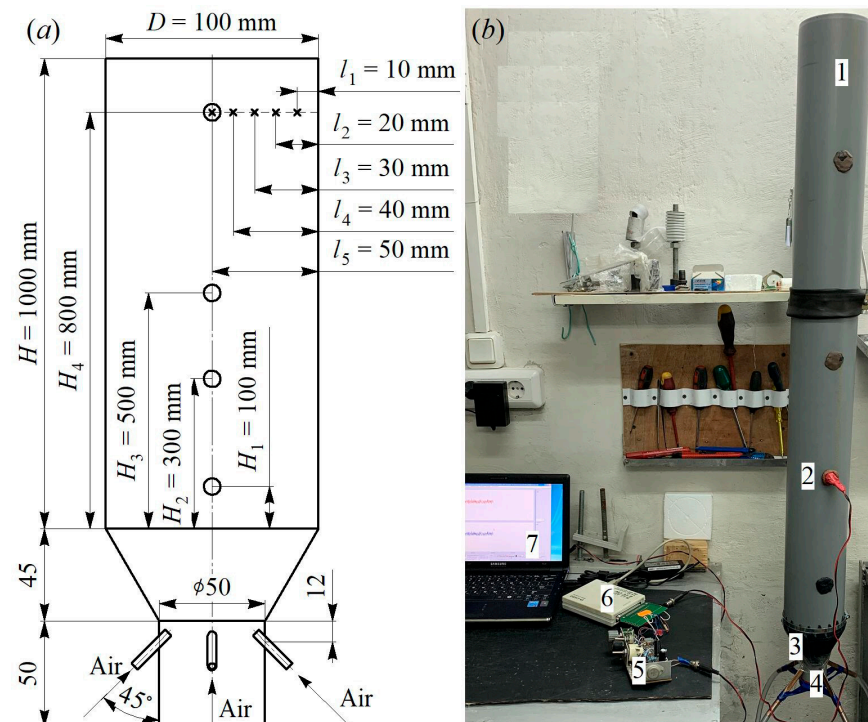 (a)
D = 100 mm
l1 = 10 mm
l2 = 20 mm
l3 = 30 mm
l4 = 40 mm
l5 = 50 mm
H = 1000 mm
H4 = 800 mm
H3 = 500 mm
H2 = 300 mm
H1 = 100 mm
45
ϕ50
12
50
Air
45°
Air
Air
(b)
1
2
7
6
3
5
4